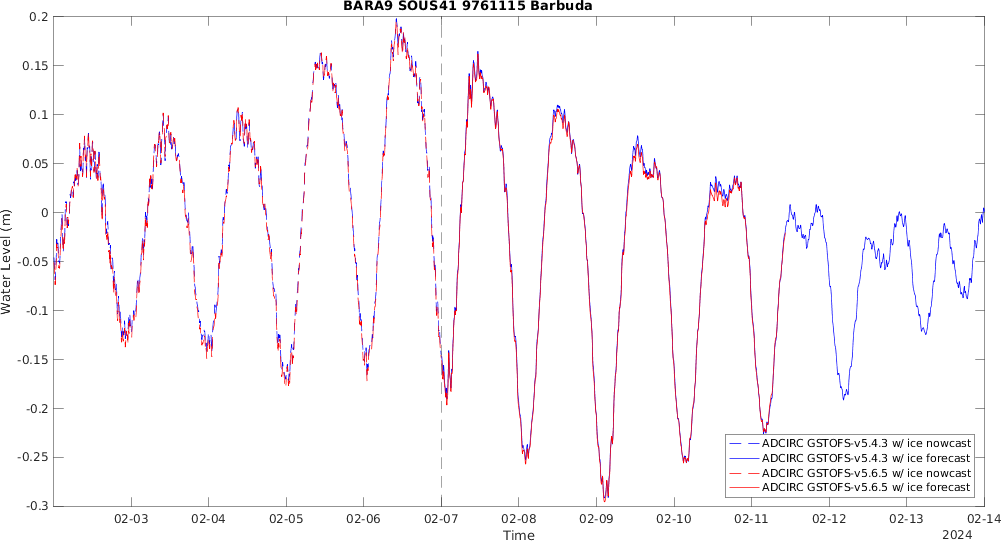 BARA9 SOUS41 9761115 Barbuda
0.2
0.15
0.1
0.05
0
-0.05
-0.1
-0.15
-0.2
-0.25
-0.3
Water Level (m)
ADCIRC GSTOFS-v5.4.3 w/ ice nowcast
ADCIRC GSTOFS-v5.4.3 w/ ice forecast
ADCIRC GSTOFS-v5.6.5 w/ ice nowcast
ADCIRC GSTOFS-v5.6.5 w/ ice forecast
02-03 02-04 02-05 02-06 02-07 02-08 02-09 02-10 02-11 02-12 02-13 02-14
Time
2024